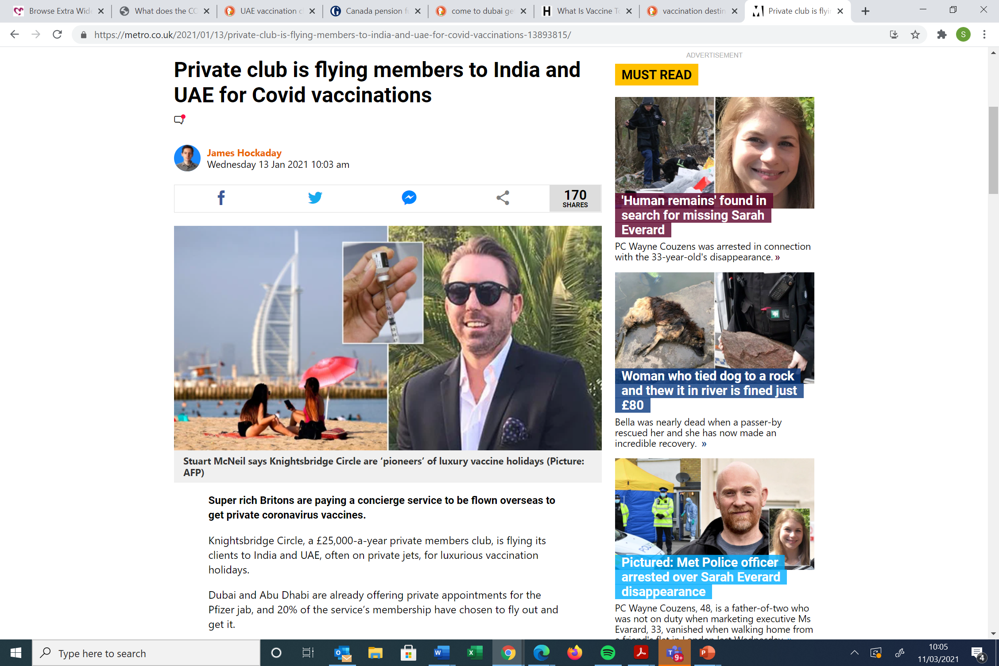 Browse Extra Wid
What does the CO
UAE vaccination c
Canada pension f
come to dubai ge
What Is Vaccine To
vaccination destin
Private club is flyi
https://metro.co.uk/2021/01/13/private-club-is-flying-members-to-india-and-uae-for-covid-vaccinations-13893815/
S
Private club is flying members to India and
UAE for Covid vaccinations
James Hockaday
Wednesday 13 Jan 2021 10:03 am
170
SHARES
Stuart McNeil says Knightsbridge Circle are ‘pioneers’ of luxury vaccine holidays (Picture:
AFP)
Super rich Britons are paying a concierge service to be flown overseas to
get private coronavirus vaccines.
Knightsbridge Circle, a £25,000-a-year private members club, is flying its
clients to India and UAE, often on private jets, for luxurious vaccination
holidays.
Dubai and Abu Dhabi are already offering private appointments for the
Pfizer jab, and 20% of the service’s membership have chosen to fly out and
get it.
ADVERTISEMENT
MUST READ
'Human remains' found in
search for missing Sarah
Everard
PC Wayne Couzens was arrested in connection
with the 33-year-old's disappearance. »
Woman who tied dog to a rock
and thew it in river is fined just
£80
Bella was nearly dead when a passer-by
rescued her and she has now made an
incredible recovery. »
POLICE
Pictured: Met Police officer
arrested over Sarah Everard
disappearance
PC Wayne Couzens, 48, is a father-of-two who
was not on duty when marketing executive Ms
Evarard, 33, vanished when walking home from
a friend's flat in London last Wednesday. »
Type here to search
9+
10:05
11/03/2021
4